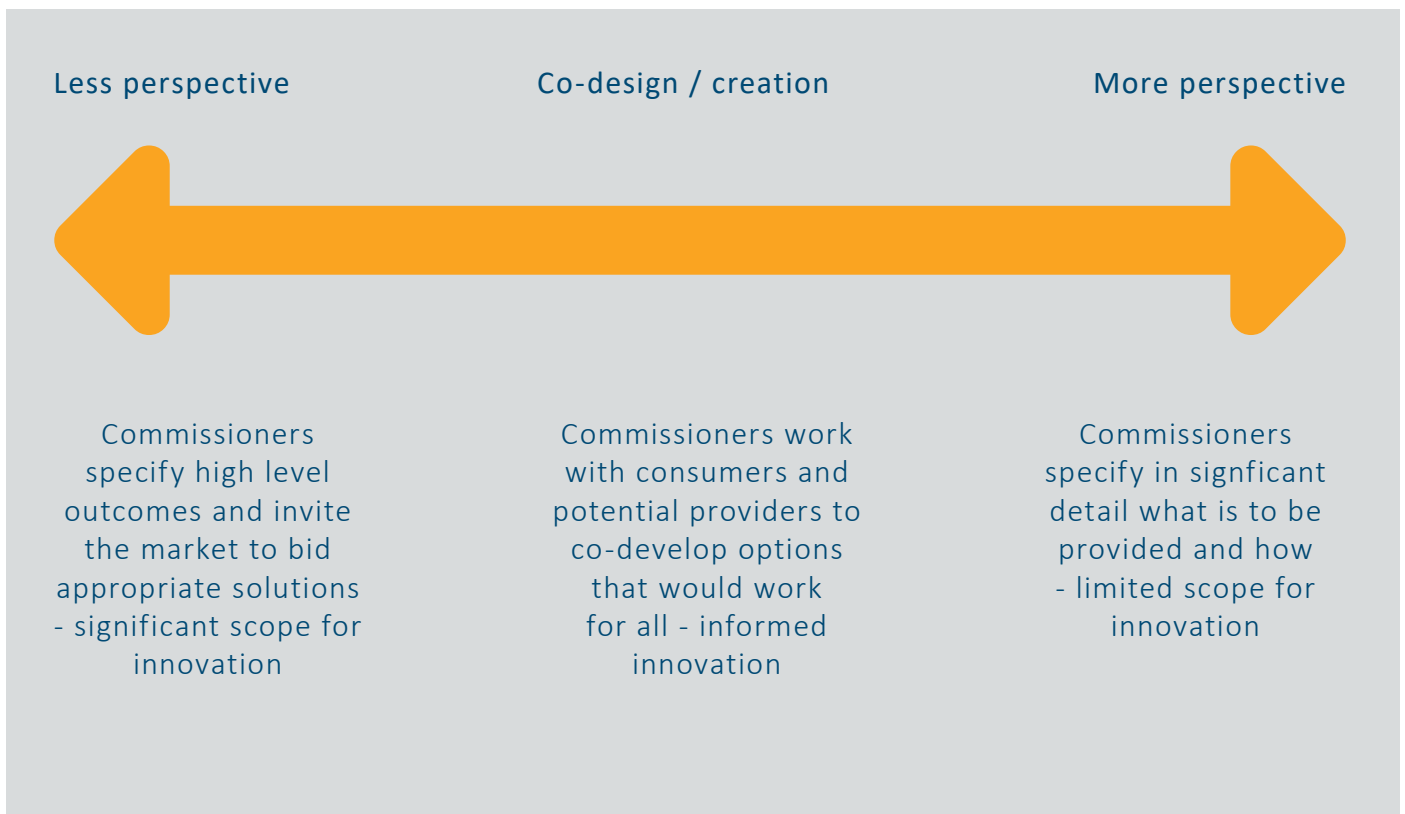 Less perspective
Co-design / creation
More perspective
Commissioners
specify high level
outcomes and invite
the market to bid
appropriate solutions
- significant scope for
innovation
Commissioners work
with consumers and
potential providers to
co-develop options
that would work
for all - informed
innovation
Commissioners
specify in signficant
detail what is to be
provided and how
- limited scope for
innovation